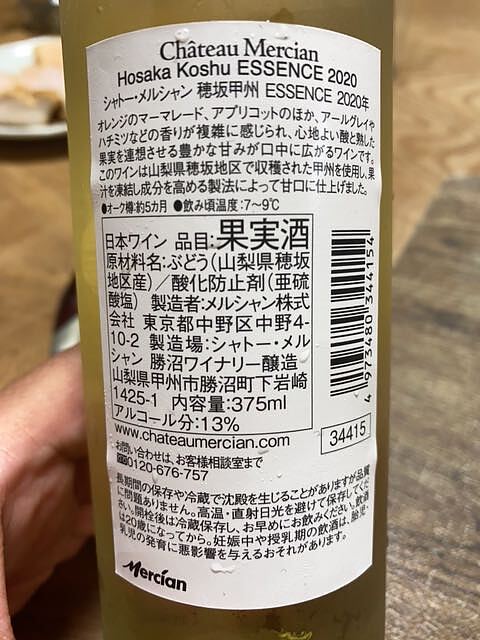 Château Mercian
Hosaka Koshu ESSENCE 2020
シャトー・メルシャン 穂坂甲州 ESSENCE 2020年
オレンジのマーマレード、アプリコットのほか、アールグレイや
ハチミツなどの香りが複雑に感じられ、心地よい酸と熟した
果実を連想させる豊かな甘みが口中に広がるワインです。
このワインは山梨県穂坂地区で収穫された甲州を使用し、果
汁を凍結し成分を高める製法によって甘口に仕上げました。
●オーク樽:約5カ月 ●飲み頃温度:7〜9℃
日本ワイン 品目:果実酒
原材料名:ぶどう(山梨県穂坂
地区産)/酸化防止剤(亜硫
酸塩) 製造者:メルシャン株式
会社 東京都中野区中野4-
10-2 製造場:シャトー・メル
シャン 勝沼ワイナリー醸造
山梨県甲州市勝沼町下岩崎
1425-1 内容量:375ml
アルコール分:13%
4 973480 344154
www.chateaumercian.com
34415
お問い合わせは、お客様相談室まで
☎0120-676-757
長期間の保存や冷蔵で沈殿を生じることがありますが品質
に問題ありません。高温・直射日光を避けて保存してくだ
さい。開栓後は冷蔵保存し、お早めにお飲みください。飲酒
は20歳になってから。妊娠中や授乳期の飲酒は、胎児・
乳児の発育に悪影響を与えるおそれがあります。
Mercian